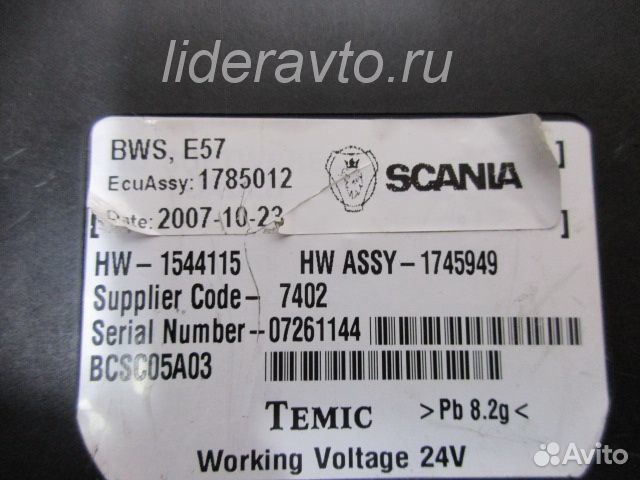 lideravto.ru
BWS, E57
EcuAssy: 1785012
SCANIA
Date: 2007-10-23
HW-1544115 HW ASSY-1745949
Supplier Code- 7402
Serial Number-07261144
BCSC05A03
TEMIC >Pb 8.2g<
Working Voltage 24V
Avito